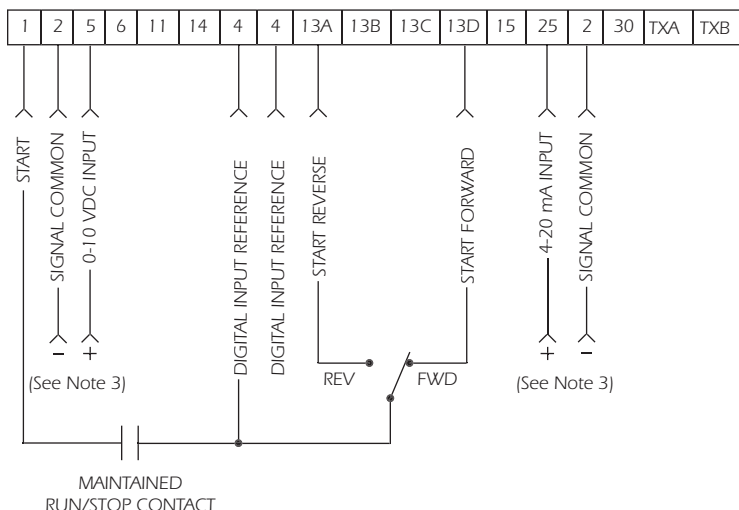 1 2 5 6 11 14 4 4 13A 13B 13C 13D 15 25 2 30 TXA TXB
START
SIGNAL COMMON
0-10 VDC INPUT
DIGITAL INPUT REFERENCE
DIGITAL INPUT REFERENCE
START REVERSE
START FORWARD
4-20 mA INPUT
SIGNAL COMMON
- +
+ -
(See Note 3)
REV
FWD
(See Note 3)
MAINTAINED
RUN/STOP CONTACT